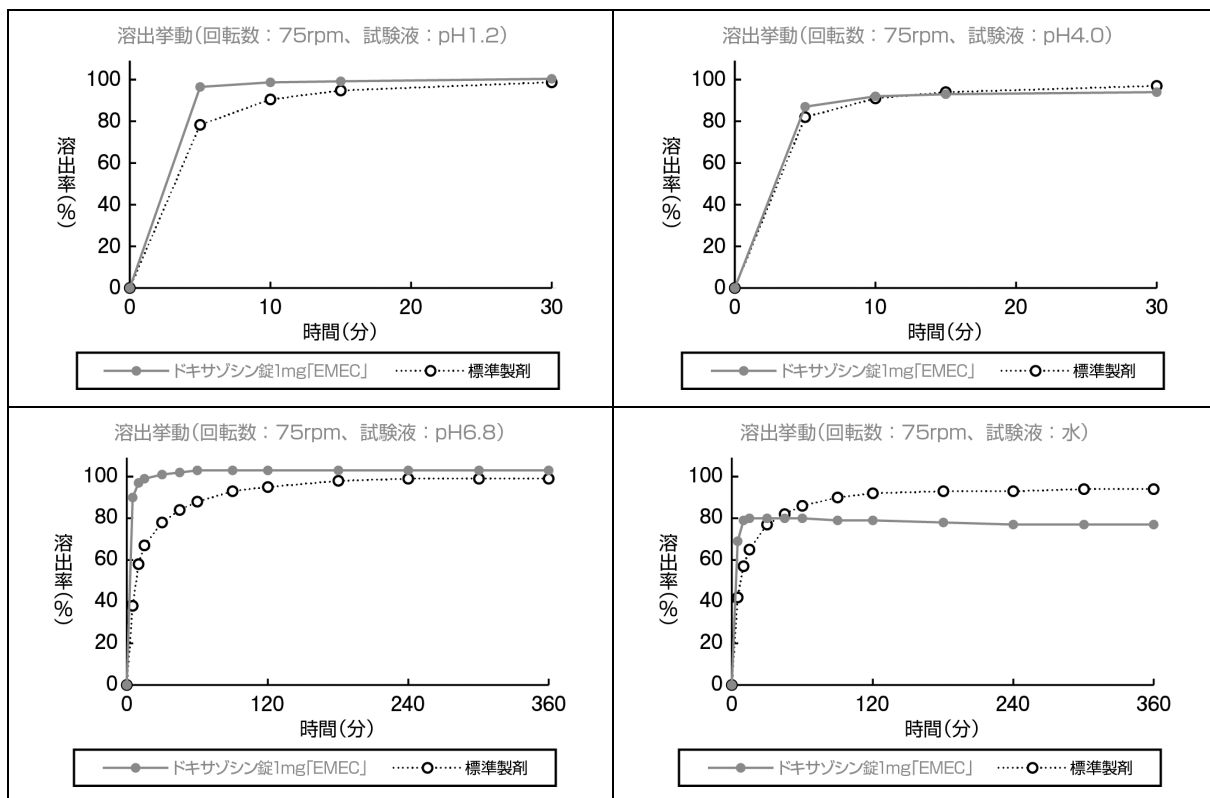 溶出挙動(回転数：75rpm、試験液：pH1.2)
100
80
60
40
20
0
溶出率(%)
0 10 20 30
時間(分)
ドキサゾシン錠1mg「EMEC」 標準製剤
溶出挙動(回転数：75rpm、試験液：pH4.0)
100
80
60
40
20
0
溶出率(%)
0 10 20 30
時間(分)
ドキサゾシン錠1mg「EMEC」 標準製剤
溶出挙動(回転数：75rpm、試験液：pH6.8)
100
80
60
40
20
0
溶出率(%)
0 120 240 360
時間(分)
ドキサゾシン錠1mg「EMEC」 標準製剤
溶出挙動(回転数：75rpm、試験液：水)
100
80
60
40
20
0
溶出率(%)
0 120 240 360
時間(分)
ドキサゾシン錠1mg「EMEC」 標準製剤